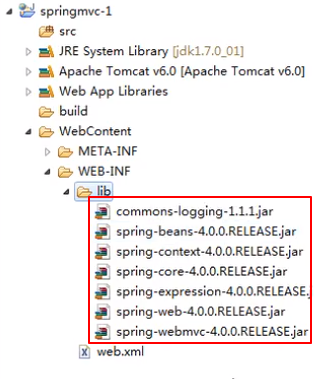 springmvc-1
src
JRE System Library [jdk1.7.0_01]
Apache Tomcat v6.0 [Apache Tomcat v6.0]
Web App Libraries
build
WebContent
META-INF
WEB-INF
lib
commons-logging-1.1.1.jar
spring-beans-4.0.0.RELEASE.jar
spring-context-4.0.0.RELEASE.jar
spring-core-4.0.0.RELEASE.jar
spring-expression-4.0.0.RELEASE.j
spring-web-4.0.0.RELEASE.jar
spring-webmvc-4.0.0.RELEASE.jar
web.xml